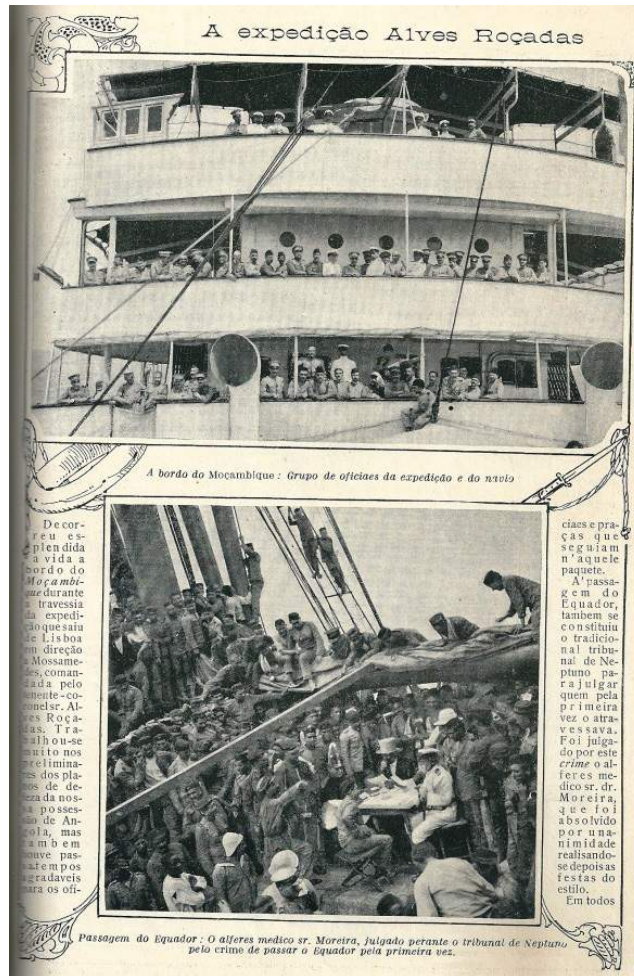 A expedição Alves Roçadas
A bordo do Moçambique : Grupo de oficiaes da expedição e do navio
Decor-
reu es-
plendida
a vida a
bordo do
Moçambi-
que durante
a travessia
da expedi-
ção que saiu
de Lisboa
em direção
a Mossame-
des, coman-
dada pelo
tenente-co-
ronel sr. Al-
ves Roça-
das. Tra-
balhou-se
muito nos
prelimina-
res dos pla-
nos de de-
feza da nos-
sa posses-
são de An-
gola, mas
tambem
houve pas-
satempos
agradaveis
para os ofi-
ciaes e pra-
ças que
seguiam
n'aquele
paquete.
A' passa-
gem do
Equador,
tambem se
constituiu
o tradicio-
nal tribu-
nal de Ne-
ptuno pa-
ra julgar
quem pela
primeira
vez o atra-
vessava.
Foi julga-
do por este
crime o al-
feres me-
dico sr. dr.
Moreira,
que foi
absolvido
por una-
nimidade
realisando-
se depois as
festas do
estilo.
Em todos
Passagem do Equador : O alferes medico sr. Moreira, julgado perante o tribunal de Neptuno
pelo crime de passar o Equador pela primeira vez.